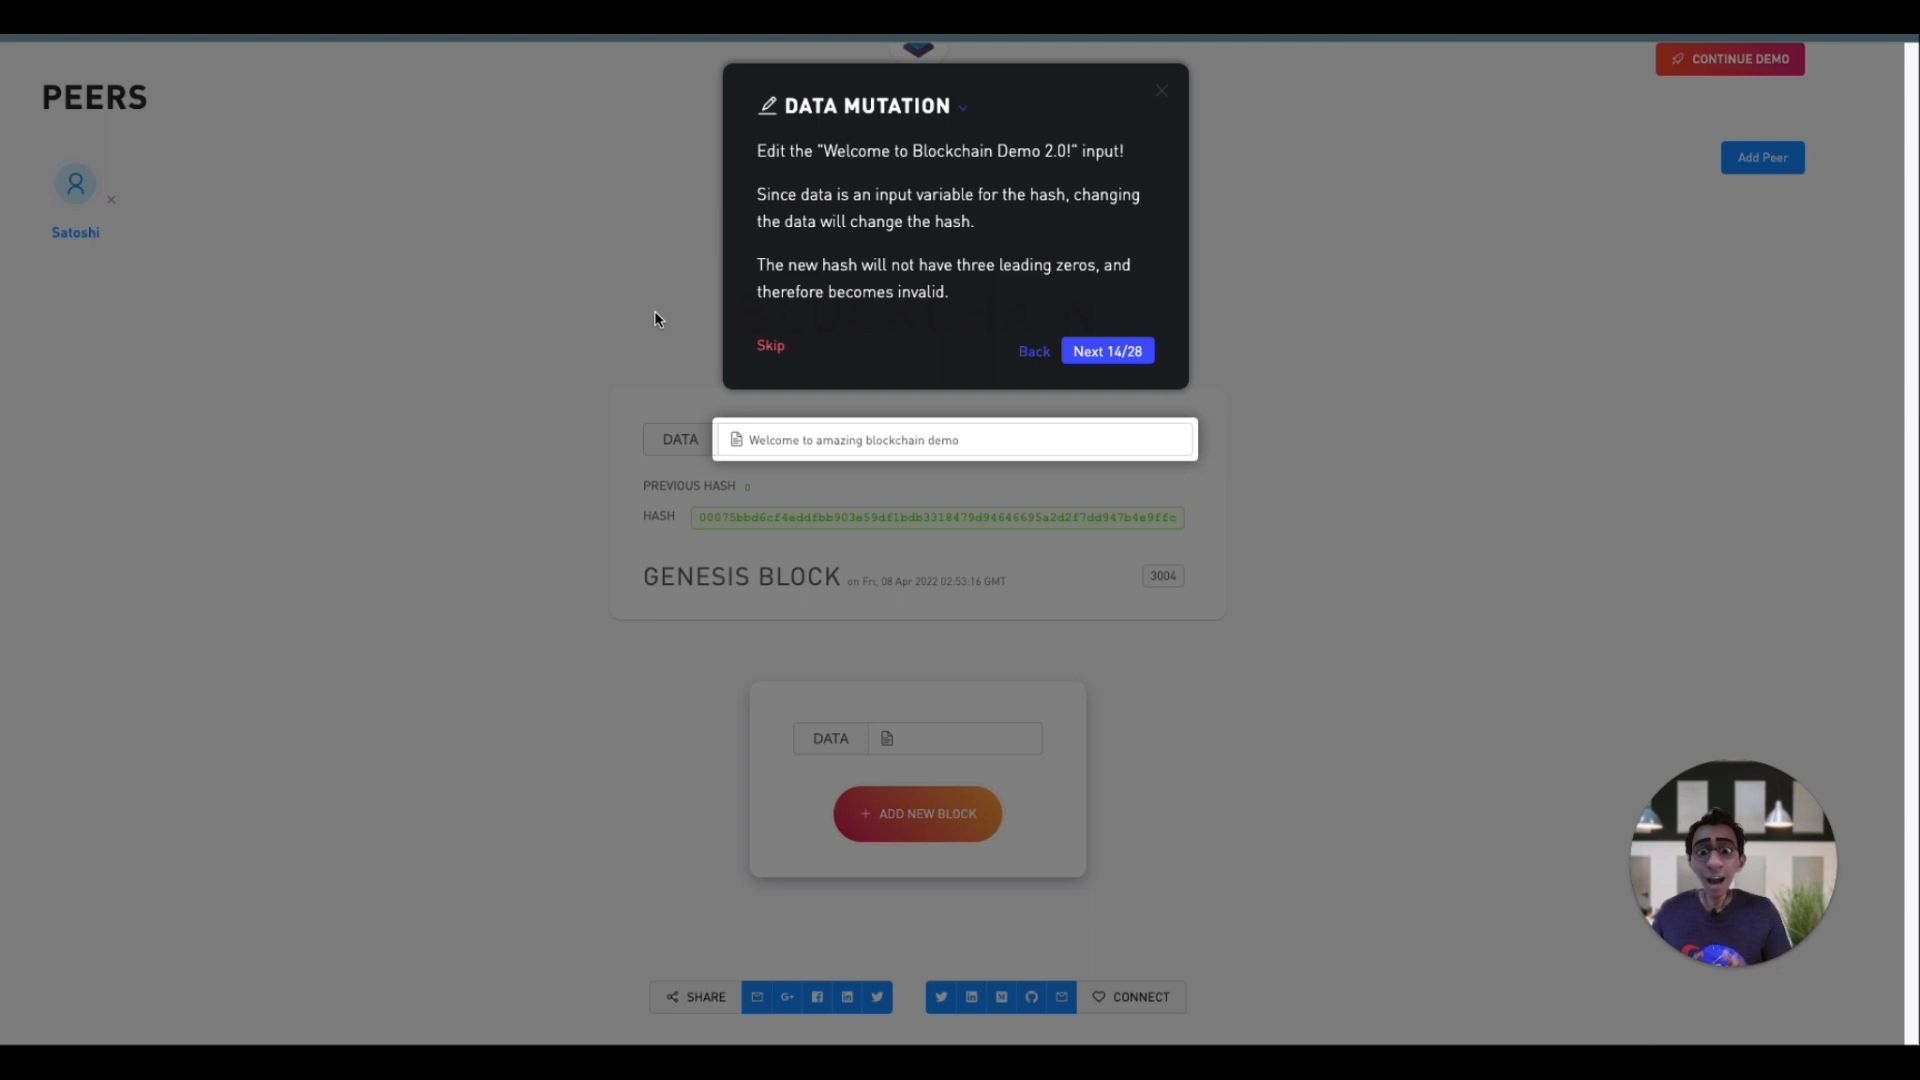 CONTINUE DEMO
PEERS
DATA MUTATION
Edit the "Welcome to Blockchain Demo 2.0!" input!
Add Peer
Since data is an input variable for the hash, changing
the data will change the hash.
Satoshi
The new hash will not have three leading zeros, and
therefore becomes invalid.
BLOCKCHAIN
Skip
Back
Next 14/28
DATA
Welcome to amazing blockchain demo
PREVIOUS HASH 0
HASH 00075bbd6cf4eddfbb903e59df1bdb3318479d94646695a2d2f7dd947b4e9ffc
GENESIS BLOCK on Fri, 08 Apr 2022 02:53:16 GMT
3004
DATA
+ ADD NEW BLOCK
SHARE
G+
CONNECT